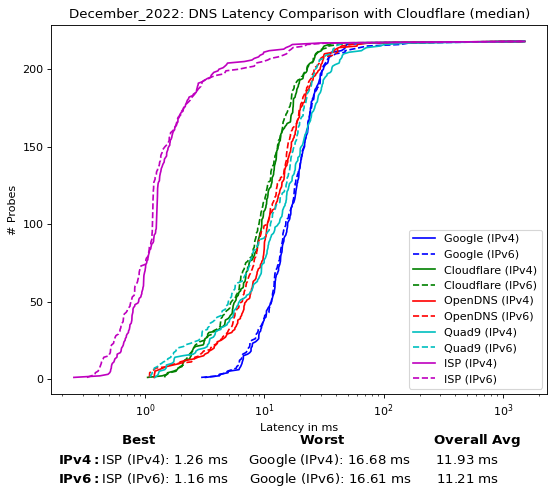 December_2022: DNS Latency Comparison with Cloudflare (median)
# Probes
200
150
100
50
0
10⁰
10¹
10²
10³
Latency in ms
Google (IPv4)
Google (IPv6)
Cloudflare (IPv4)
Cloudflare (IPv6)
OpenDNS (IPv4)
OpenDNS (IPv6)
Quad9 (IPv4)
Quad9 (IPv6)
ISP (IPv4)
ISP (IPv6)
Best Worst Overall Avg
IPv4: ISP (IPv4): 1.26 ms Google (IPv4): 16.68 ms 11.93 ms
IPv6: ISP (IPv6): 1.16 ms Google (IPv6): 16.61 ms 11.21 ms